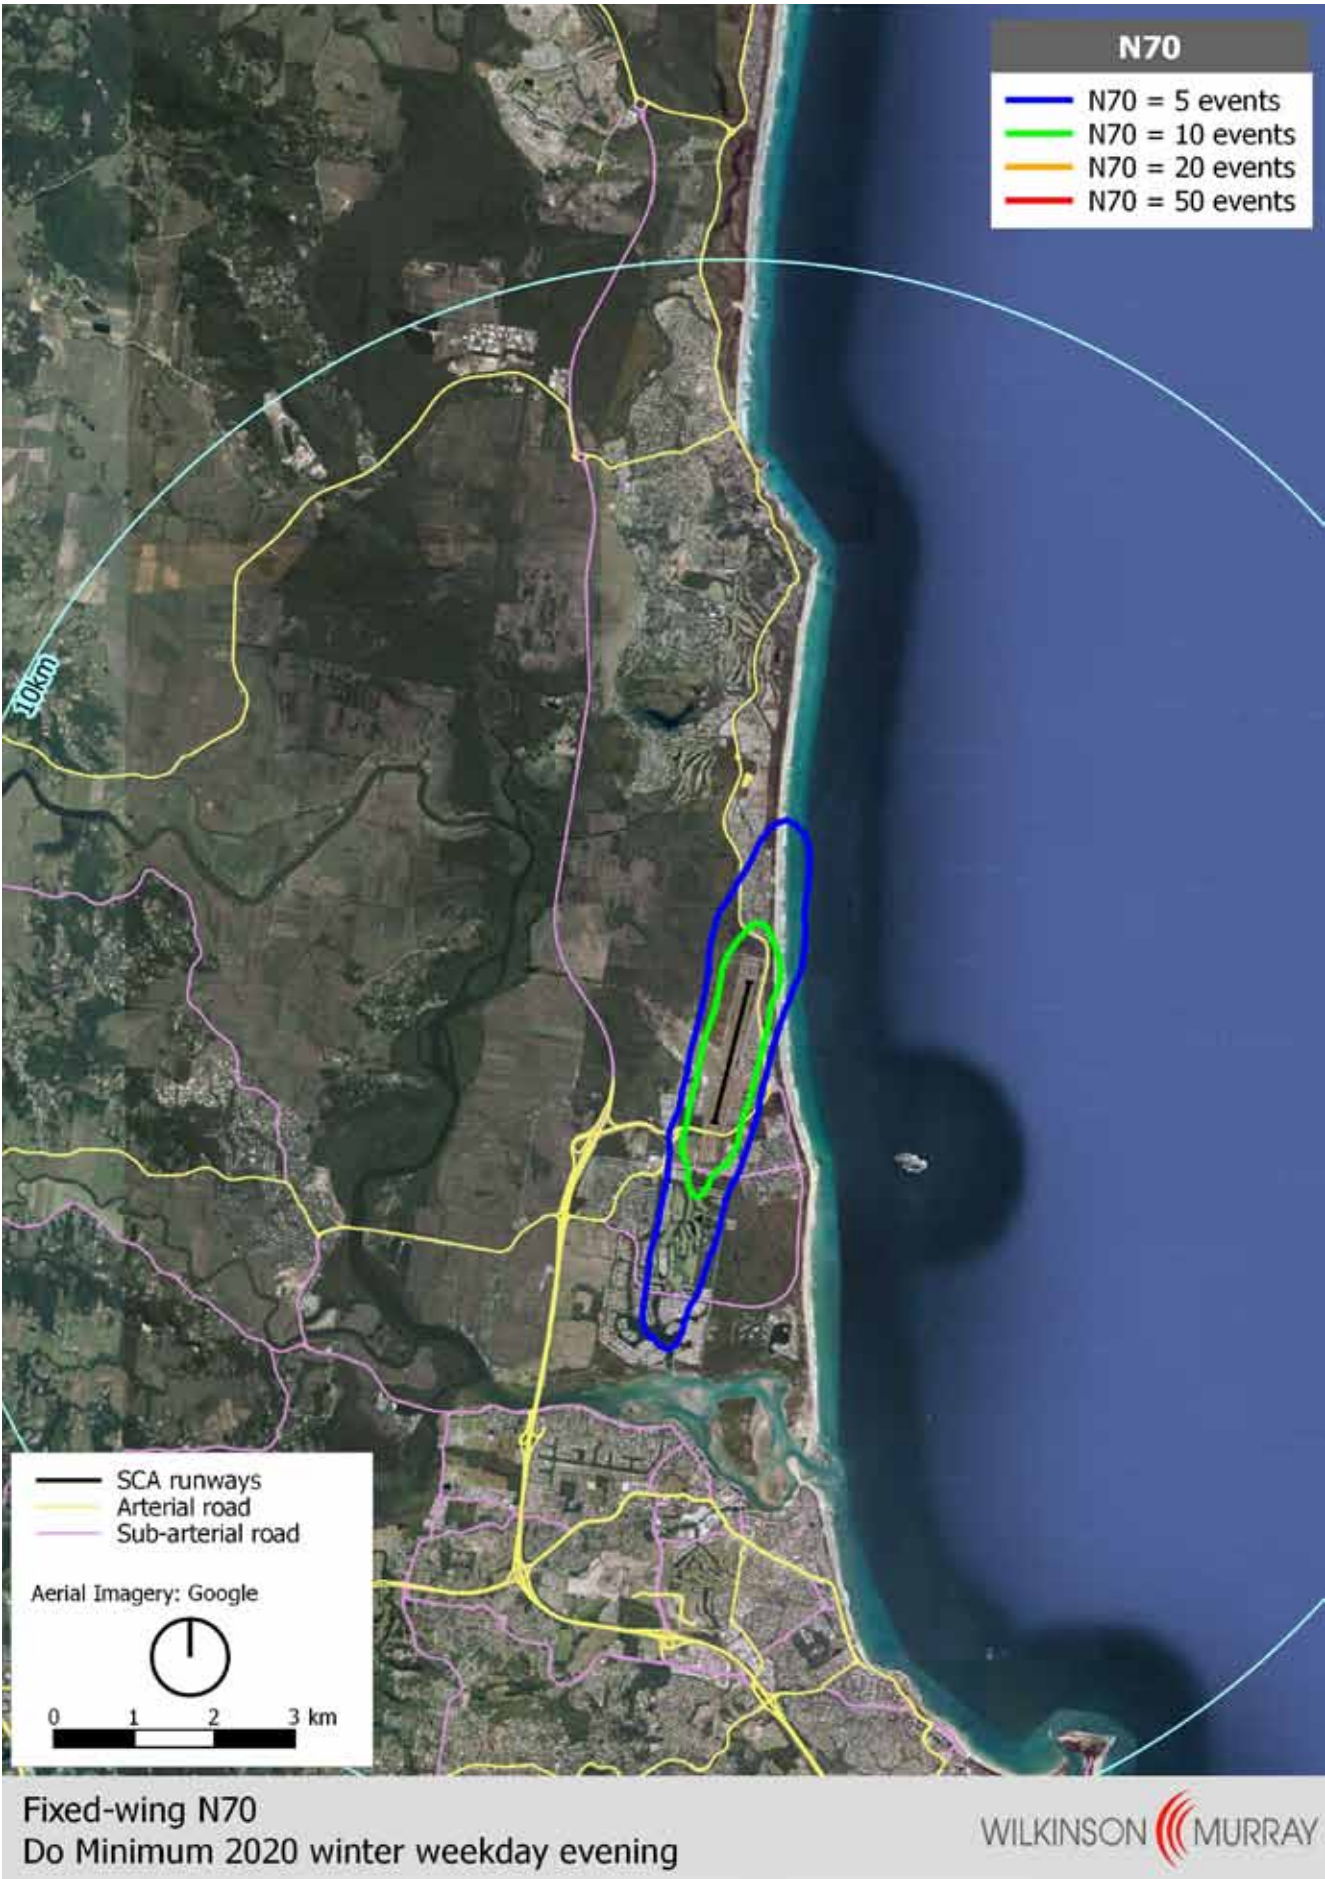 N70
N70 = 5 events
N70 = 10 events
N70 = 20 events
N70 = 50 events
10km
SCA runways
Arterial road
Sub-arterial road
Aerial Imagery: Google
0 1 2 3 km
Fixed-wing N70
Do Minimum 2020 winter weekday evening
WILKINSON MURRAY